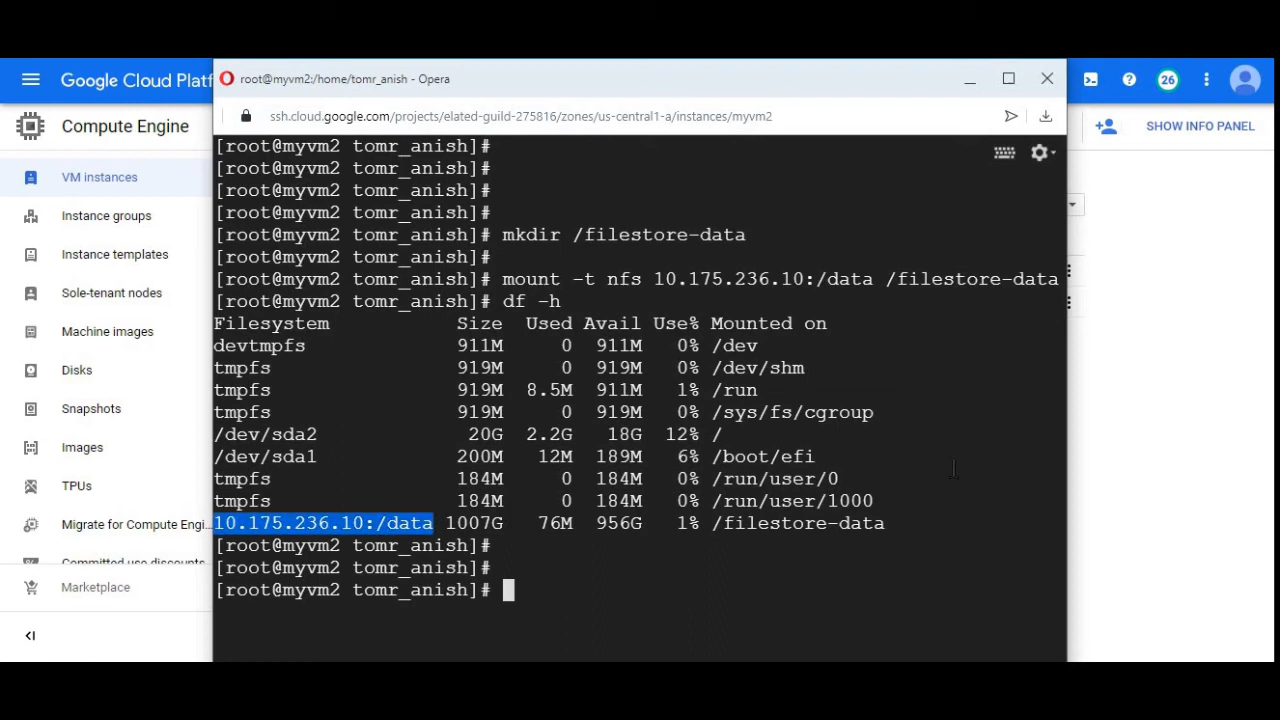 root@myvm2:/home/tomr_anish - Opera
Google Cloud Platf
26
ssh.cloud.google.com/projects/elated-guild-275816/zones/us-central1-a/instances/myvm2
Compute Engine
SHOW INFO PANEL
VM instances
Instance groups
Instance templates
Sole-tenant nodes
Machine images
Disks
Snapshots
Images
TPUs
Migrate for Compute Engi...
Committed use discounts
Marketplace
[root@myvm2 tomr_anish]#
[root@myvm2 tomr_anish]#
[root@myvm2 tomr_anish]#
[root@myvm2 tomr_anish]#
[root@myvm2 tomr_anish]# mkdir /filestore-data
[root@myvm2 tomr_anish]#
[root@myvm2 tomr_anish]# mount -t nfs 10.175.236.10:/data /filestore-data
[root@myvm2 tomr_anish]# df -h
Filesystem Size Used Avail Use% Mounted on
devtmpfs 911M 0 911M 0% /dev
tmpfs 919M 0 919M 0% /dev/shm
tmpfs 919M 8.5M 911M 1% /run
tmpfs 919M 0 919M 0% /sys/fs/cgroup
/dev/sda2 20G 2.2G 18G 12% /
/dev/sda1 200M 12M 189M 6% /boot/efi
tmpfs 184M 0 184M 0% /run/user/0
tmpfs 184M 0 184M 0% /run/user/1000
10.175.236.10:/data 1007G 76M 956G 1% /filestore-data
[root@myvm2 tomr_anish]#
[root@myvm2 tomr_anish]#
[root@myvm2 tomr_anish]#